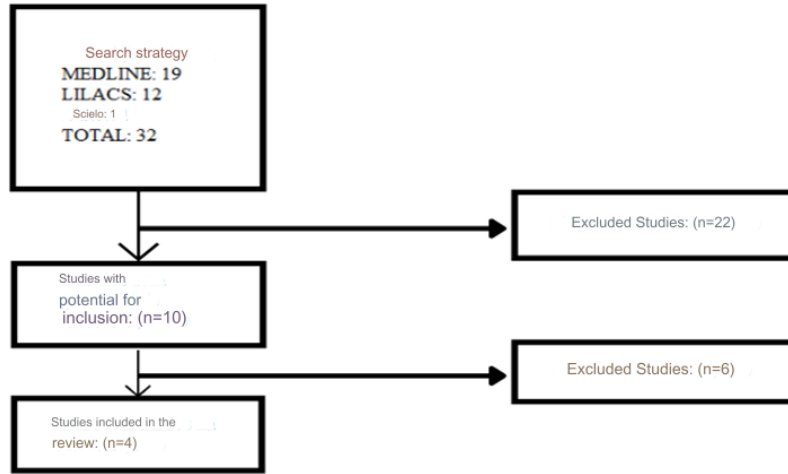 Search strategy
MEDLINE: 19
LILACS: 12
Scielo: 1
TOTAL: 32
Excluded Studies: (n=22)
Studies with
potential for
inclusion: (n=10)
Excluded Studies: (n=6)
Studies included in the
review: (n=4)